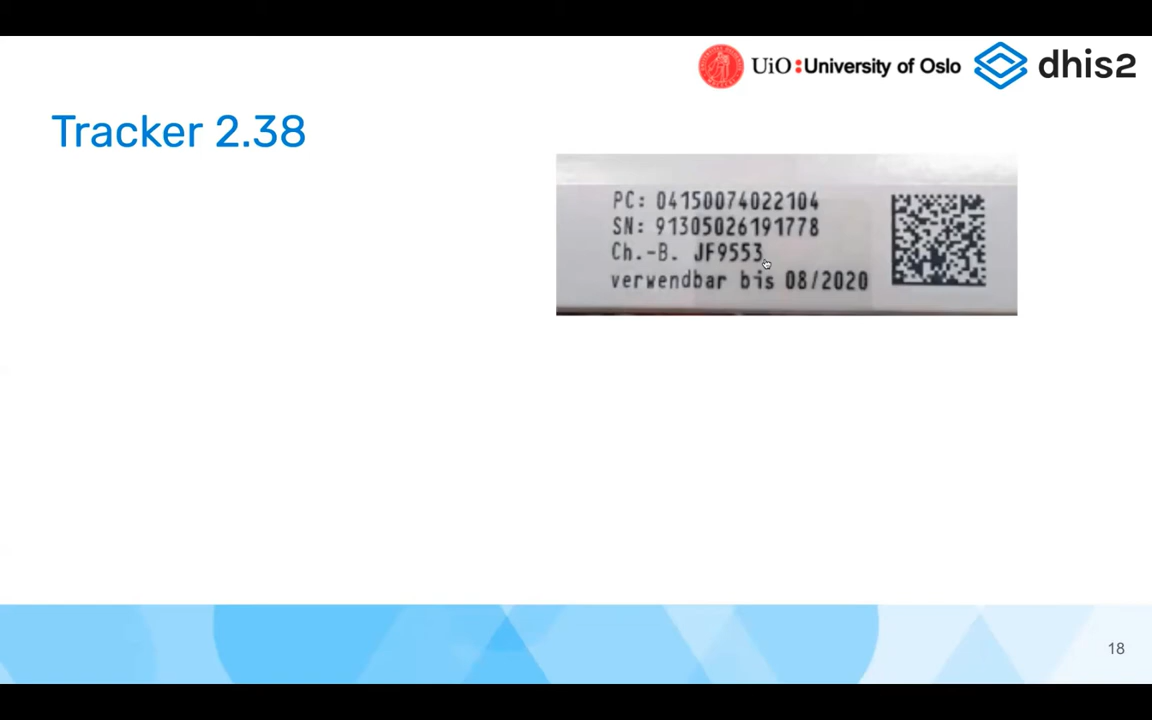 UiO:University of Oslo
dhis2
Tracker 2.38
PC: 04150074022104
SN: 91305026191778
Ch.-B. JF9553
verwendbar bis 08/2020
18